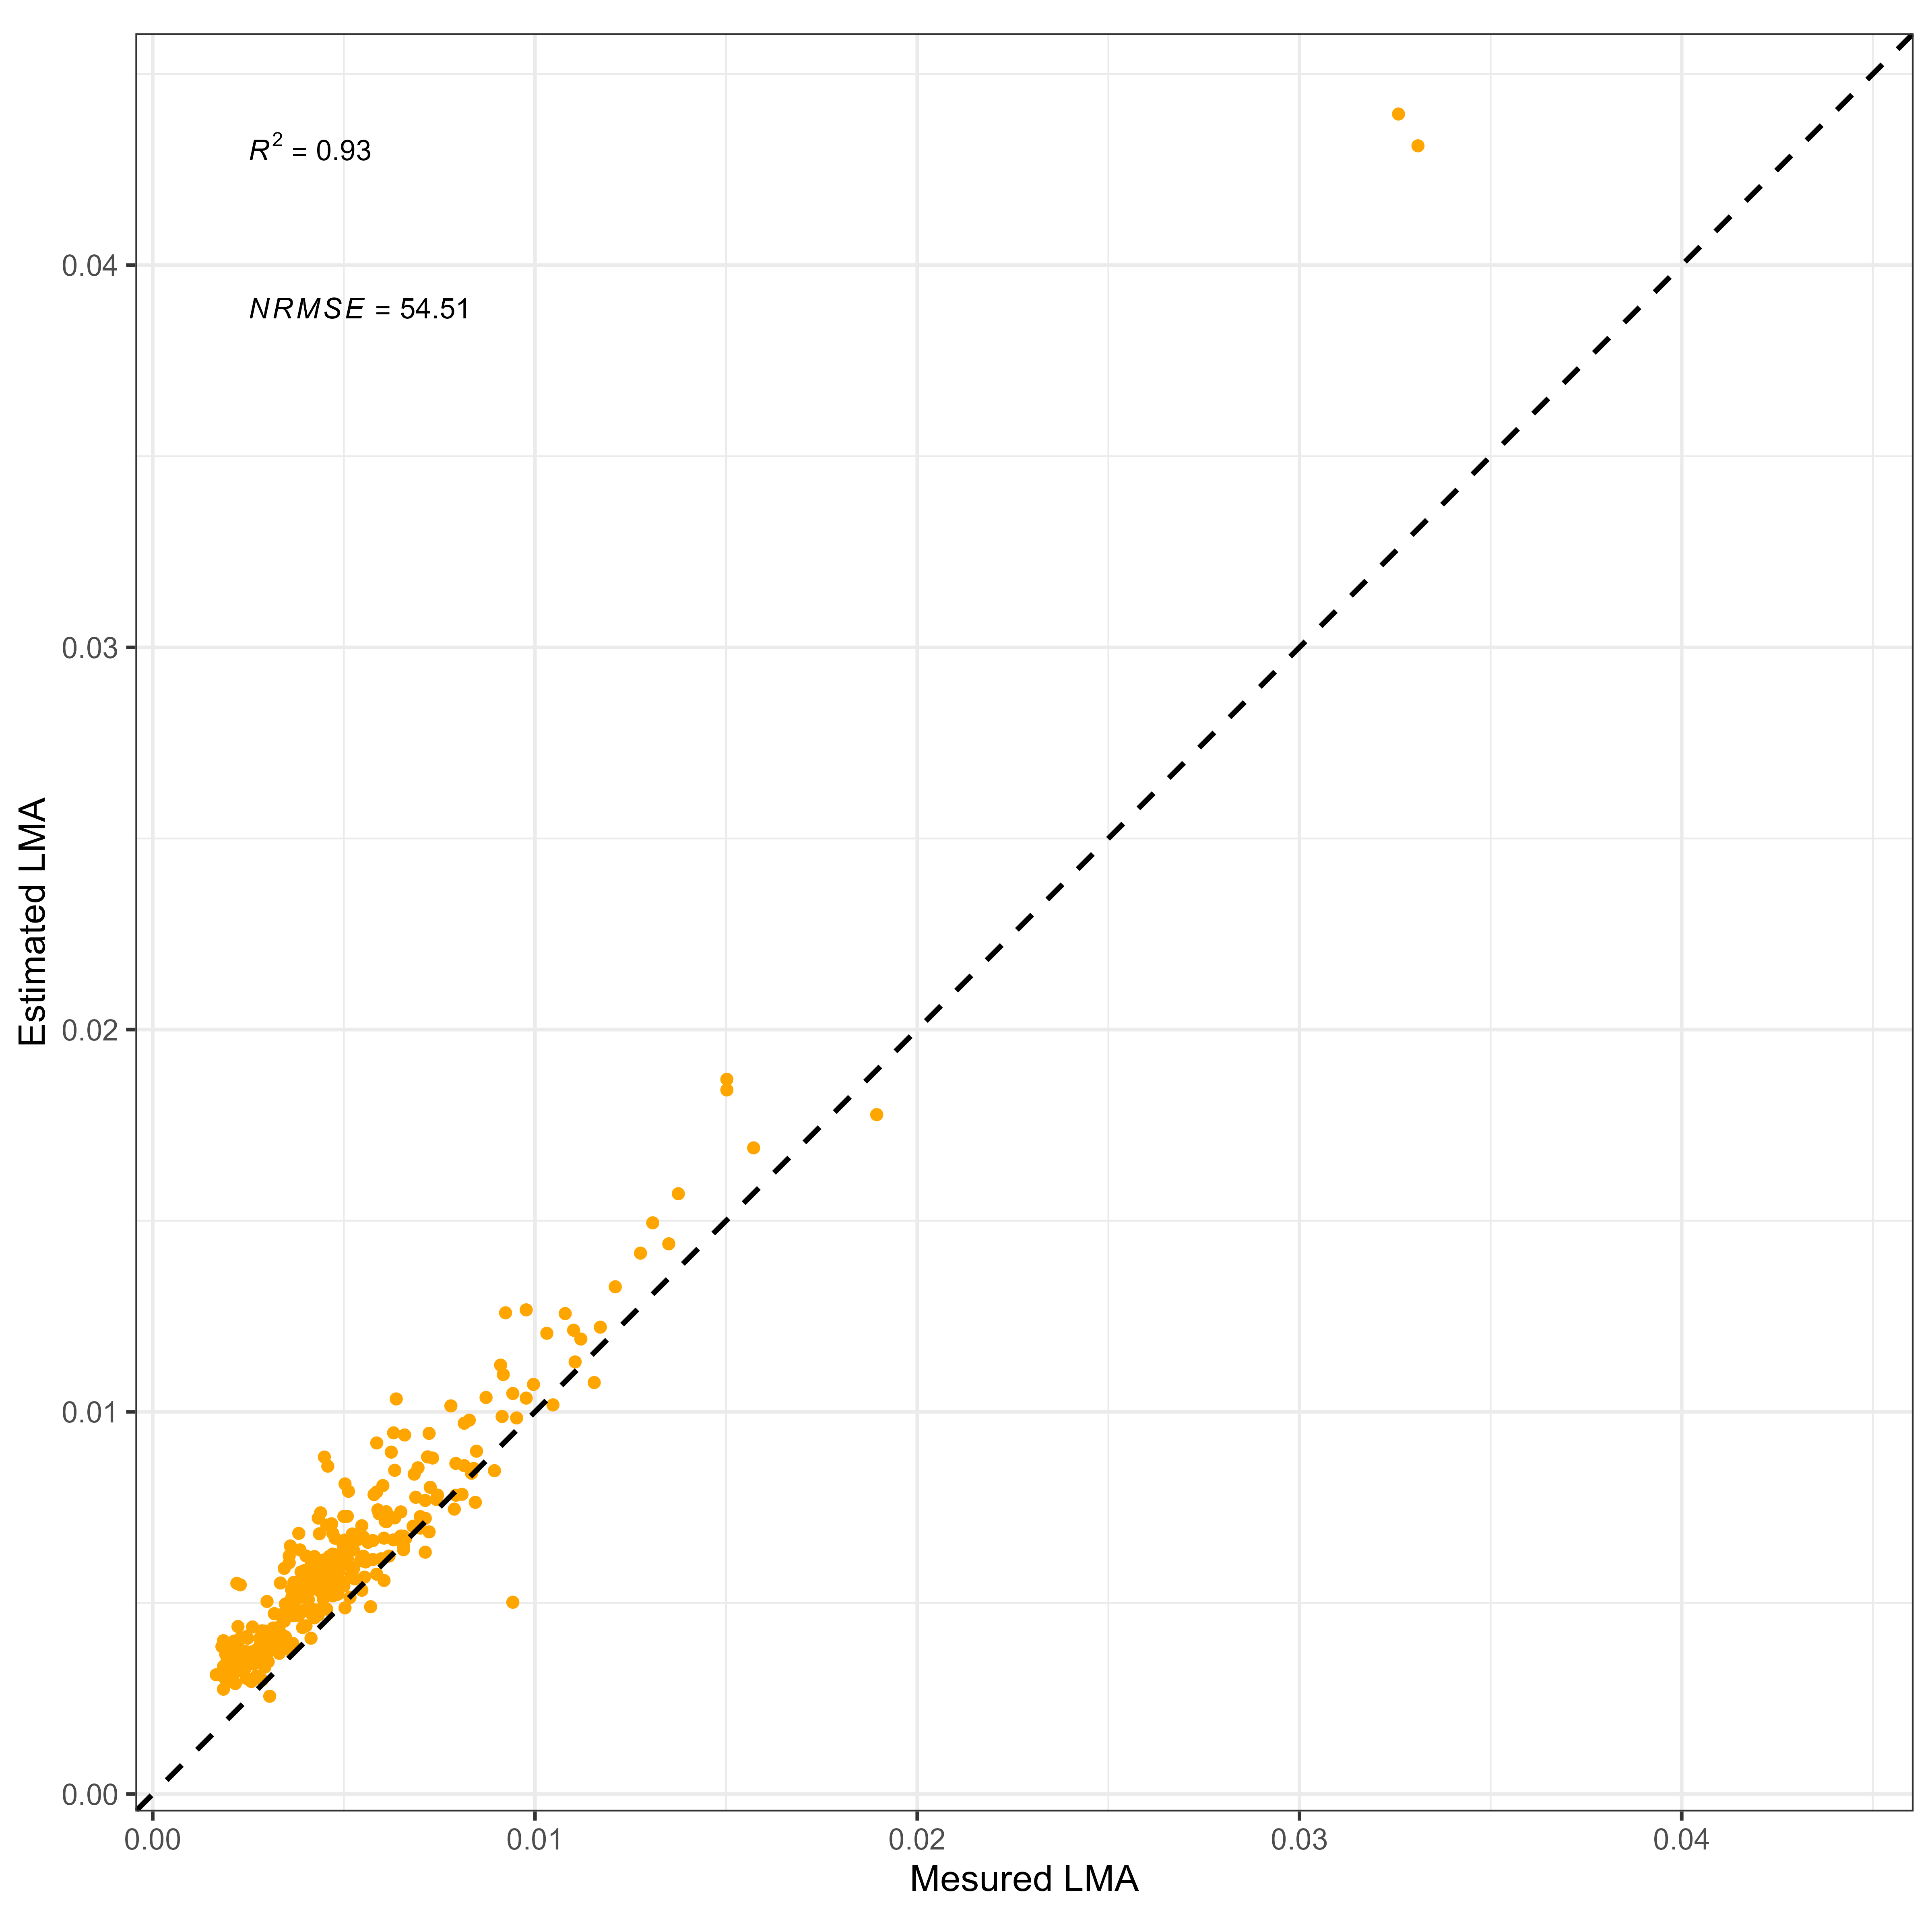 R² = 0.93
NRMSE = 54.51
0.04
0.03
0.02
0.01
0.00
Estimated LMA
0.00 0.01 0.02 0.03 0.04
Mesured LMA